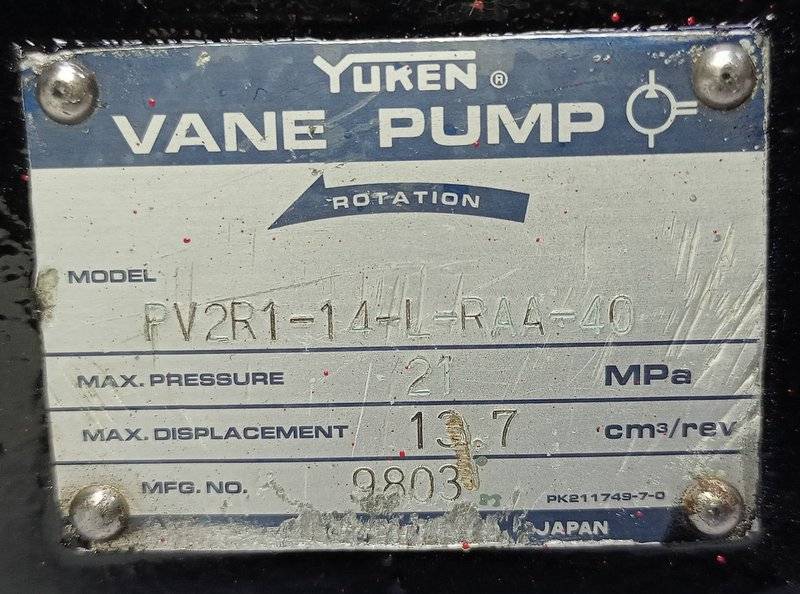 YUKEN ®
VANE PUMP
ROTATION
MODEL
PV2R1-14-L-RAA-40
MAX. PRESSURE 21 MPa
MAX. DISPLACEMENT 13.7 cm³/rev
MFG. NO. 9803
PK211749-7-0
JAPAN